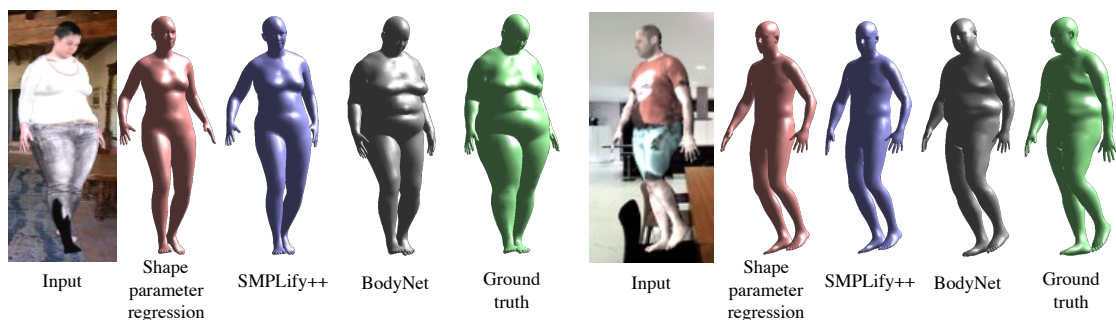 Input
Shape
parameter
regression
SMPLify++
BodyNet
Ground
truth
Input
Shape
parameter
regression
SMPLify++
BodyNet
Ground
truth